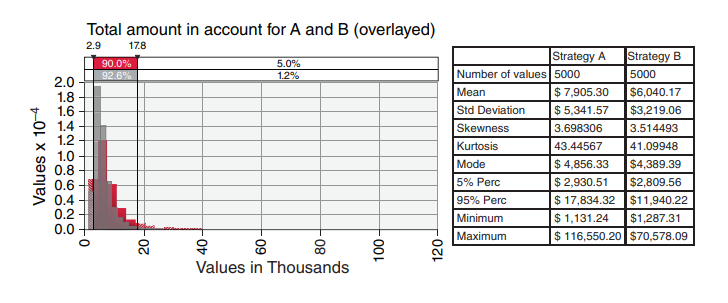 Total amount in account for A and B (overlayed)
2.9 17.8
90.0% 5.0%
92.6% 1.2%
Values x 10–4
2.0
1.8
1.6
1.4
1.2
1.0
0.8
0.6
0.4
0.2
0.0
0 20 40 60 80 100 120
Values in Thousands
Strategy A Strategy B
Number of values 5000 5000
Mean $ 7,905.30 $6,040.17
Std Deviation $ 5,341.57 $3,219.06
Skewness 3.698306 3.514493
Kurtosis 43.44567 41.09948
Mode $ 4,856.33 $4,389.39
5% Perc $ 2,930.51 $2,809.56
95% Perc $ 17,834.32 $11,940.22
Minimum $ 1,131.24 $1,287.31
Maximum $ 116,550.20 $70,578.09